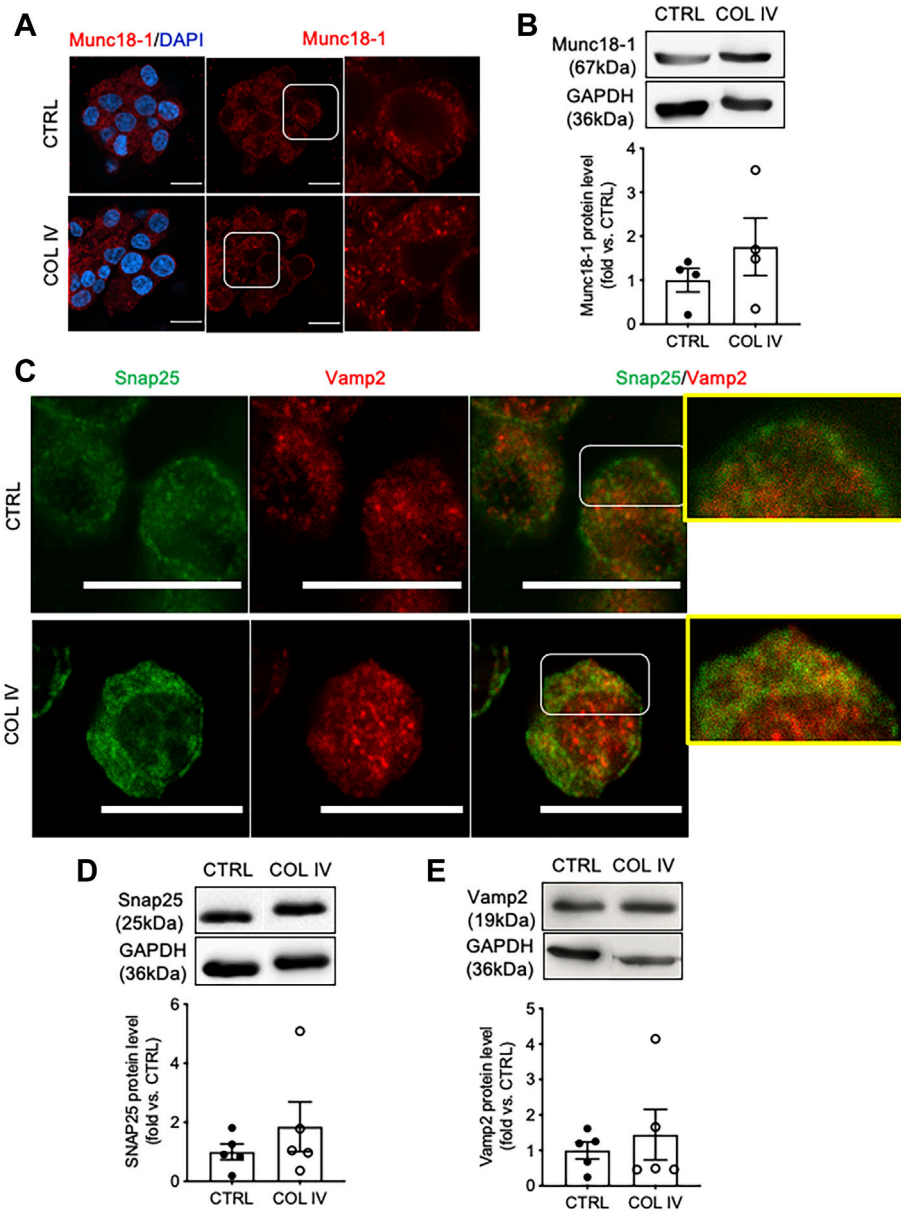 A
Munc18-1/DAPI
Munc18-1
CTRL
COL IV
B
CTRL COL IV
Munc18-1
(67kDa)
GAPDH
(36kDa)
Munc18-1 protein level
(fold vs. CTRL)
4
3
2
1
0
CTRL COL IV
C
Snap25
Vamp2
Snap25/Vamp2
CTRL
COL IV
D
CTRL COL IV
Snap25
(25kDa)
GAPDH
(36kDa)
SNAP25 protein level
(fold vs. CTRL)
6
4
2
0
CTRL COL IV
E
CTRL COL IV
Vamp2
(19kDa)
GAPDH
(36kDa)
Vamp2 protein level
(fold vs. CTRL)
5
4
3
2
1
0
CTRL COL IV